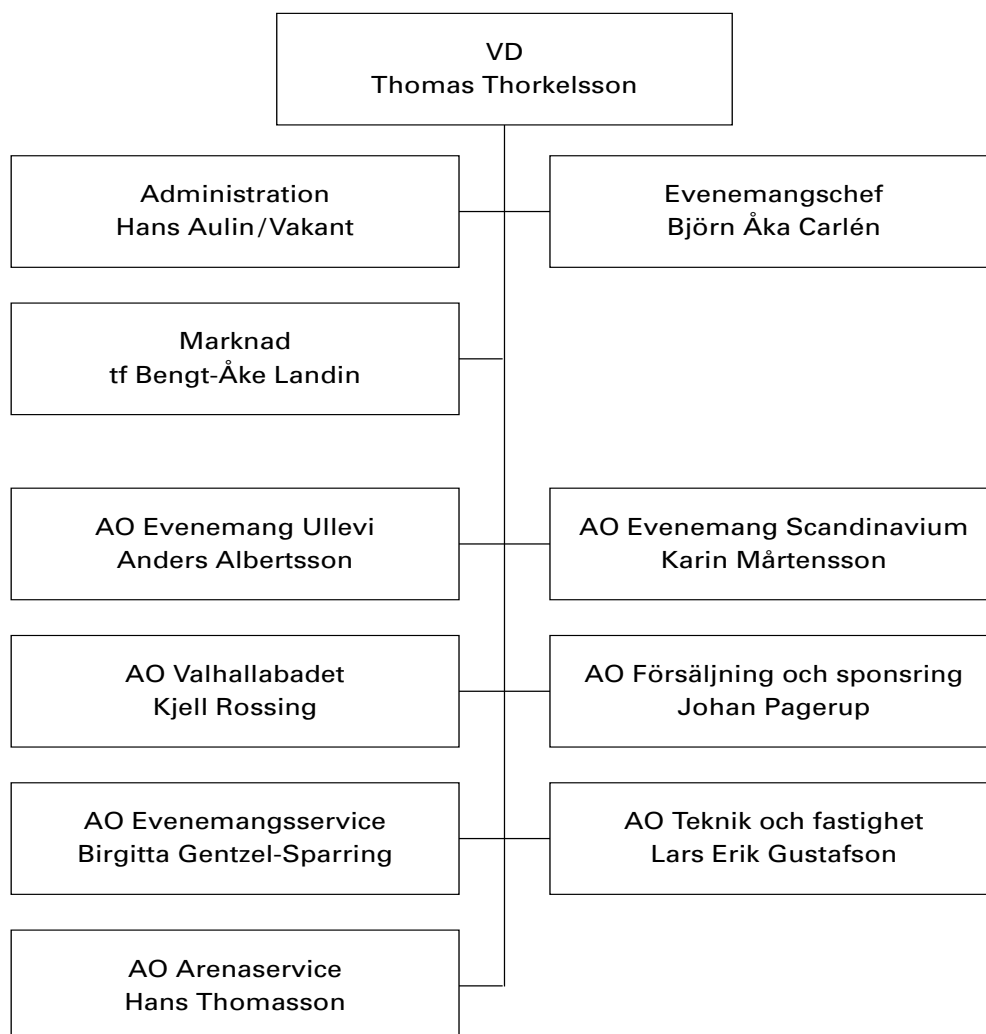 VD
Thomas Thorkelsson
Administration
Hans Aulin/Vakant
Evenemangschef
Björn Åka Carlén
Marknad
tf Bengt-Åke Landin
AO Evenemang Ullevi
Anders Albertsson
AO Evenemang Scandinavium
Karin Mårtensson
AO Valhallabadet
Kjell Rossing
AO Försäljning och sponsring
Johan Pagerup
AO Evenemangsservice
Birgitta Gentzel-Sparring
AO Teknik och fastighet
Lars Erik Gustafson
AO Arenaservice
Hans Thomasson